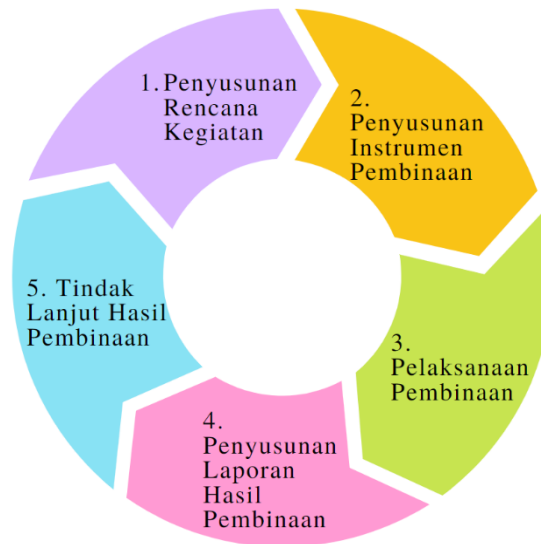 1. Penyusunan
Rencana
Kegiatan
2.
Penyusunan
Instrumen
Pembinaan
3.
Pelaksanaan
Pembinaan
4.
Penyusunan
Laporan
Hasil
Pembinaan
5. Tindak
Lanjut Hasil
Pembinaan